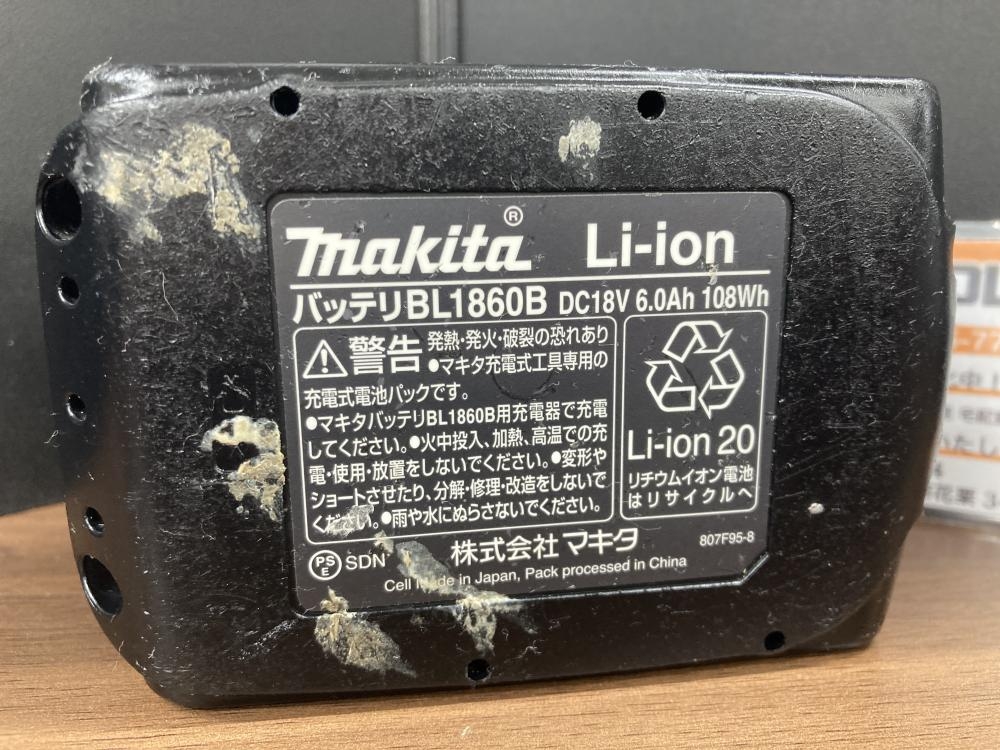 makita® Li-ion
バッテリBL1860B DC18V 6.0Ah 108Wh
警告 発熱・発火・破裂の恐れあり
●マキタ充電式工具専用の
充電式電池パックです。
●マキタバッテリBL1860B用充電器で充電
してください。●火中投入、加熱、高温での充
電・使用・放置をしないでください。●変形や
ショートさせたり、分解・修理・改造をしないで
ください。●雨や水にぬらさないでください。
Li-ion 20
リチウムイオン電池
はリサイクルへ
PSE SDN
株式会社 マキタ
807F95-8
Cell Made in Japan, Pack processed in China